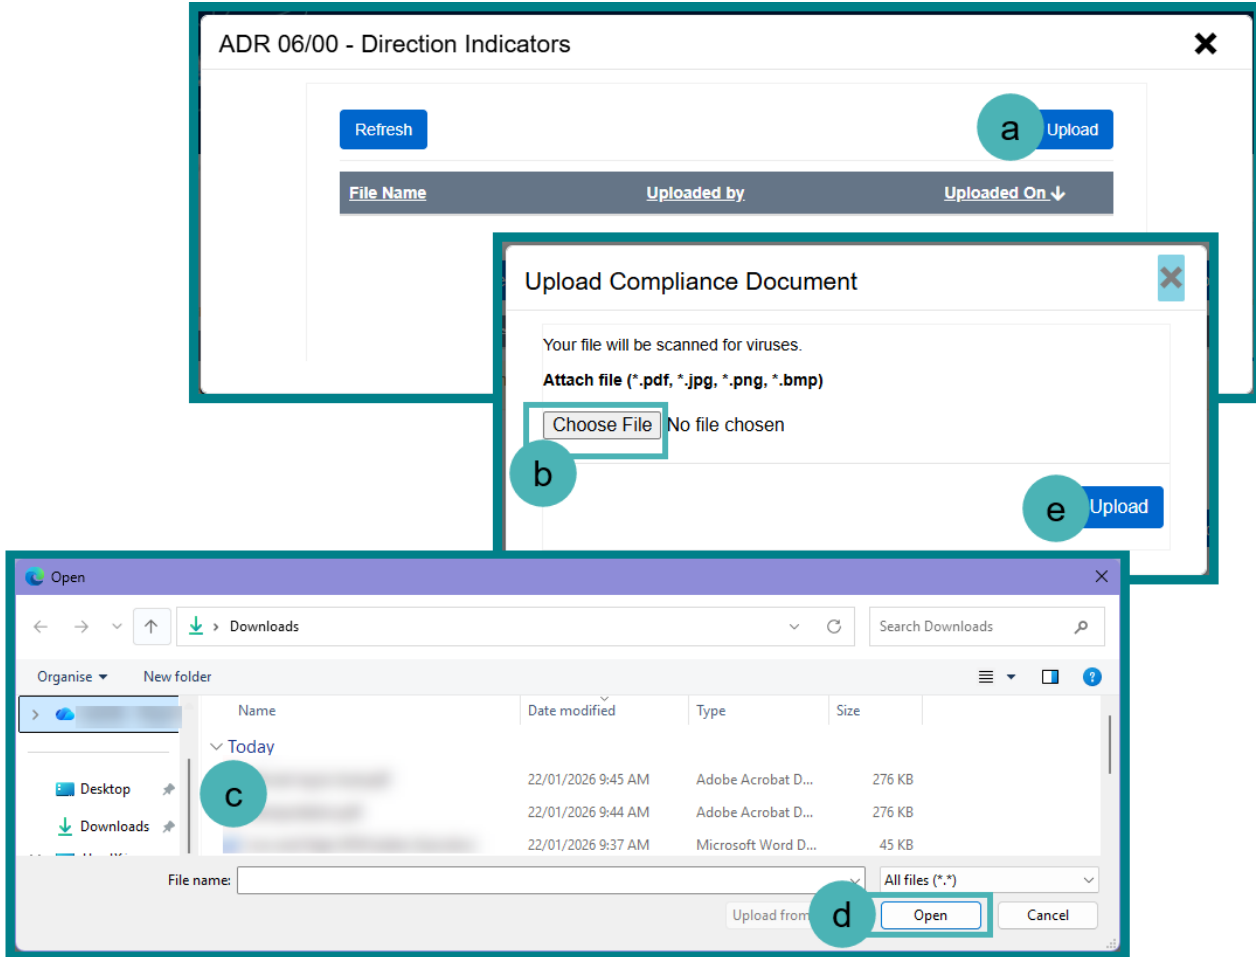 ADR 06/00 - Direction Indicators
Refresh
a
Upload
File Name Uploaded by Uploaded On
Upload Compliance Document
Your file will be scanned for viruses.
Attach file (*.pdf, *.jpg, *.png, *.bmp)
Choose File No file chosen
b
e
Upload
Open
Downloads
Search Downloads
Organise New folder
Name Date modified Type Size
Today
22/01/2026 9:45 AM Adobe Acrobat D... 276 KB
Desktop
c
22/01/2026 9:44 AM Adobe Acrobat D... 276 KB
Downloads
22/01/2026 9:37 AM Microsoft Word D... 45 KB
File name: All files (*.*)
Upload from
d
Open
Cancel